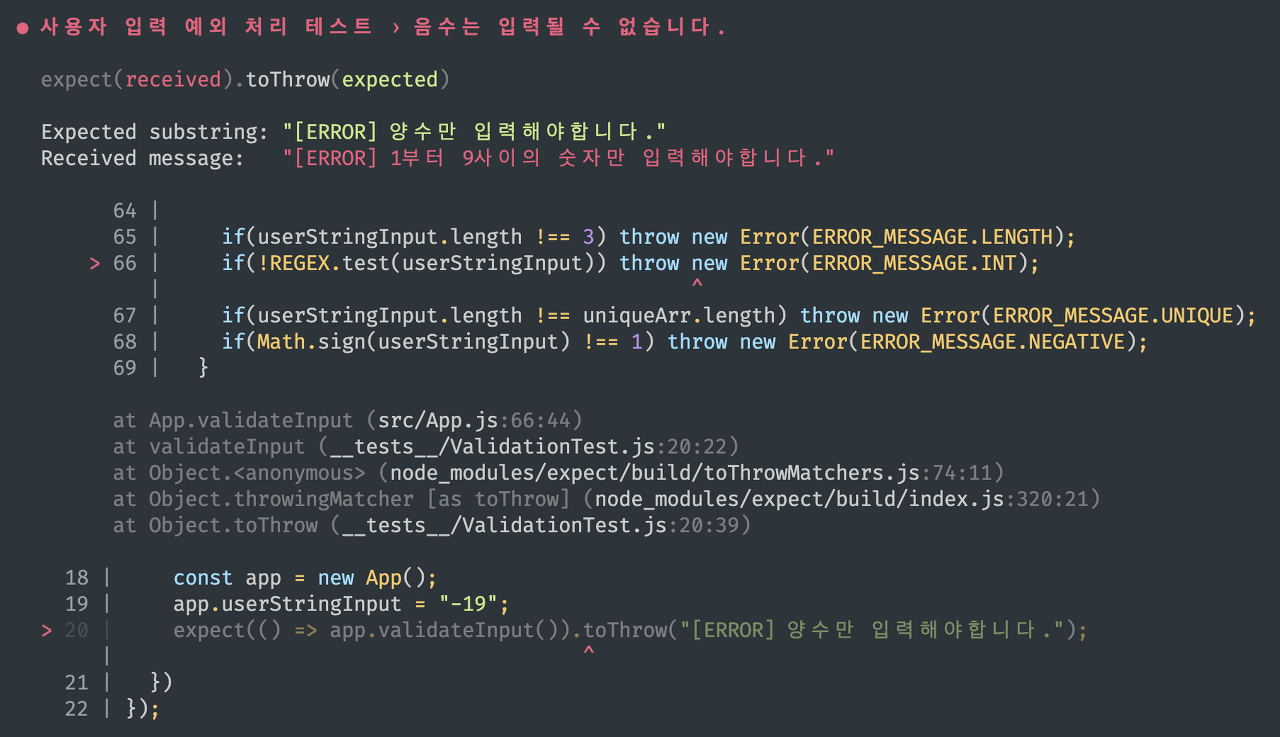 ● 사용자 입력 예외 처리 테스트 › 음수는 입력될 수 없습니다.
expect(received).toThrow(expected)
Expected substring: "[ERROR] 양수만 입력해야합니다."
Received message:   "[ERROR] 1부터 9사이의 숫자만 입력해야합니다."
64 |
65 |     if(userStringInput.length !== 3) throw new Error(ERROR_MESSAGE.LENGTH);
> 66 |     if(!REGEX.test(userStringInput)) throw new Error(ERROR_MESSAGE.INT);
|                                            ^
67 |     if(userStringInput.length !== uniqueArr.length) throw new Error(ERROR_MESSAGE.UNIQUE);
68 |     if(Math.sign(userStringInput) !== 1) throw new Error(ERROR_MESSAGE.NEGATIVE);
69 |   }
at App.validateInput (src/App.js:66:44)
at validateInput (__tests__/ValidationTest.js:20:22)
at Object.<anonymous> (node_modules/expect/build/toThrowMatchers.js:74:11)
at Object.throwingMatcher [as toThrow] (node_modules/expect/build/index.js:320:21)
at Object.toThrow (__tests__/ValidationTest.js:20:39)
18 |     const app = new App();
19 |     app.userStringInput = "-19";
> 20 |     expect(() => app.validateInput()).toThrow("[ERROR] 양수만 입력해야합니다.");
|                                       ^
21 |   })
22 | });